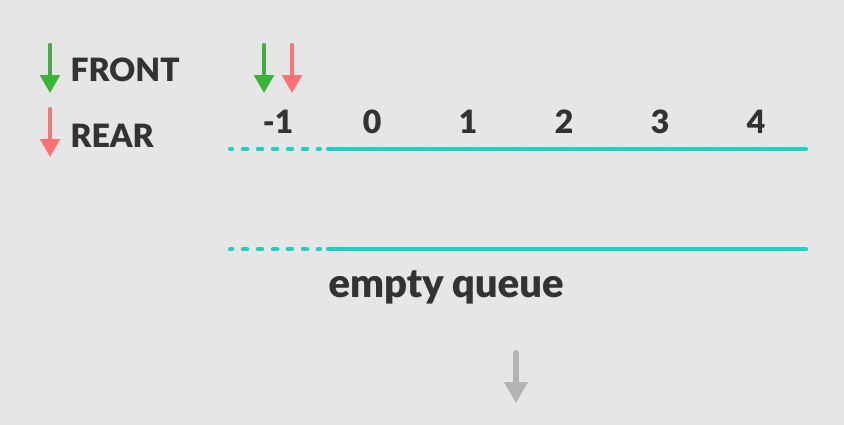 FRONT
REAR
-1 0 1 2 3 4
empty queue